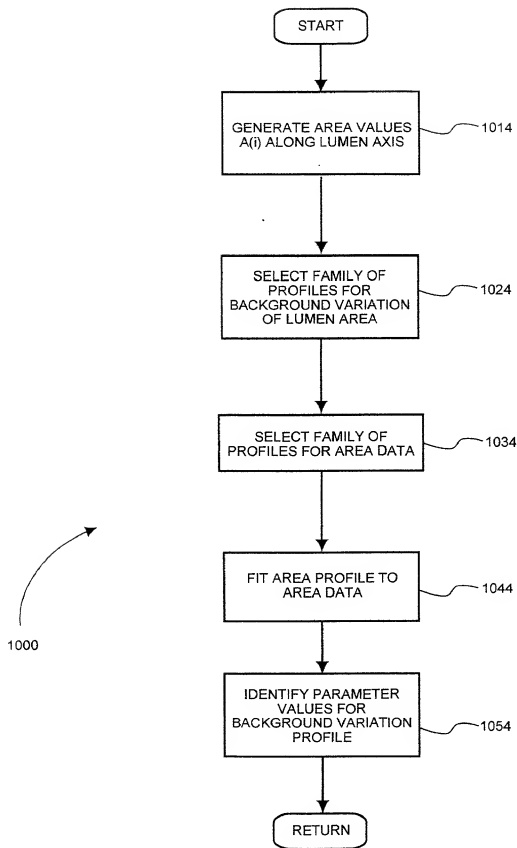 START
GENERATE AREA VALUES
A(i) ALONG LUMEN AXIS
1014
SELECT FAMILY OF
PROFILES FOR
BACKGROUND VARIATION
OF LUMEN AREA
1024
SELECT FAMILY OF
PROFILES FOR AREA DATA
1034
FIT AREA PROFILE TO
AREA DATA
1044
1000
IDENTIFY PARAMETER
VALUES FOR
BACKGROUND VARIATION
PROFILE
1054
RETURN